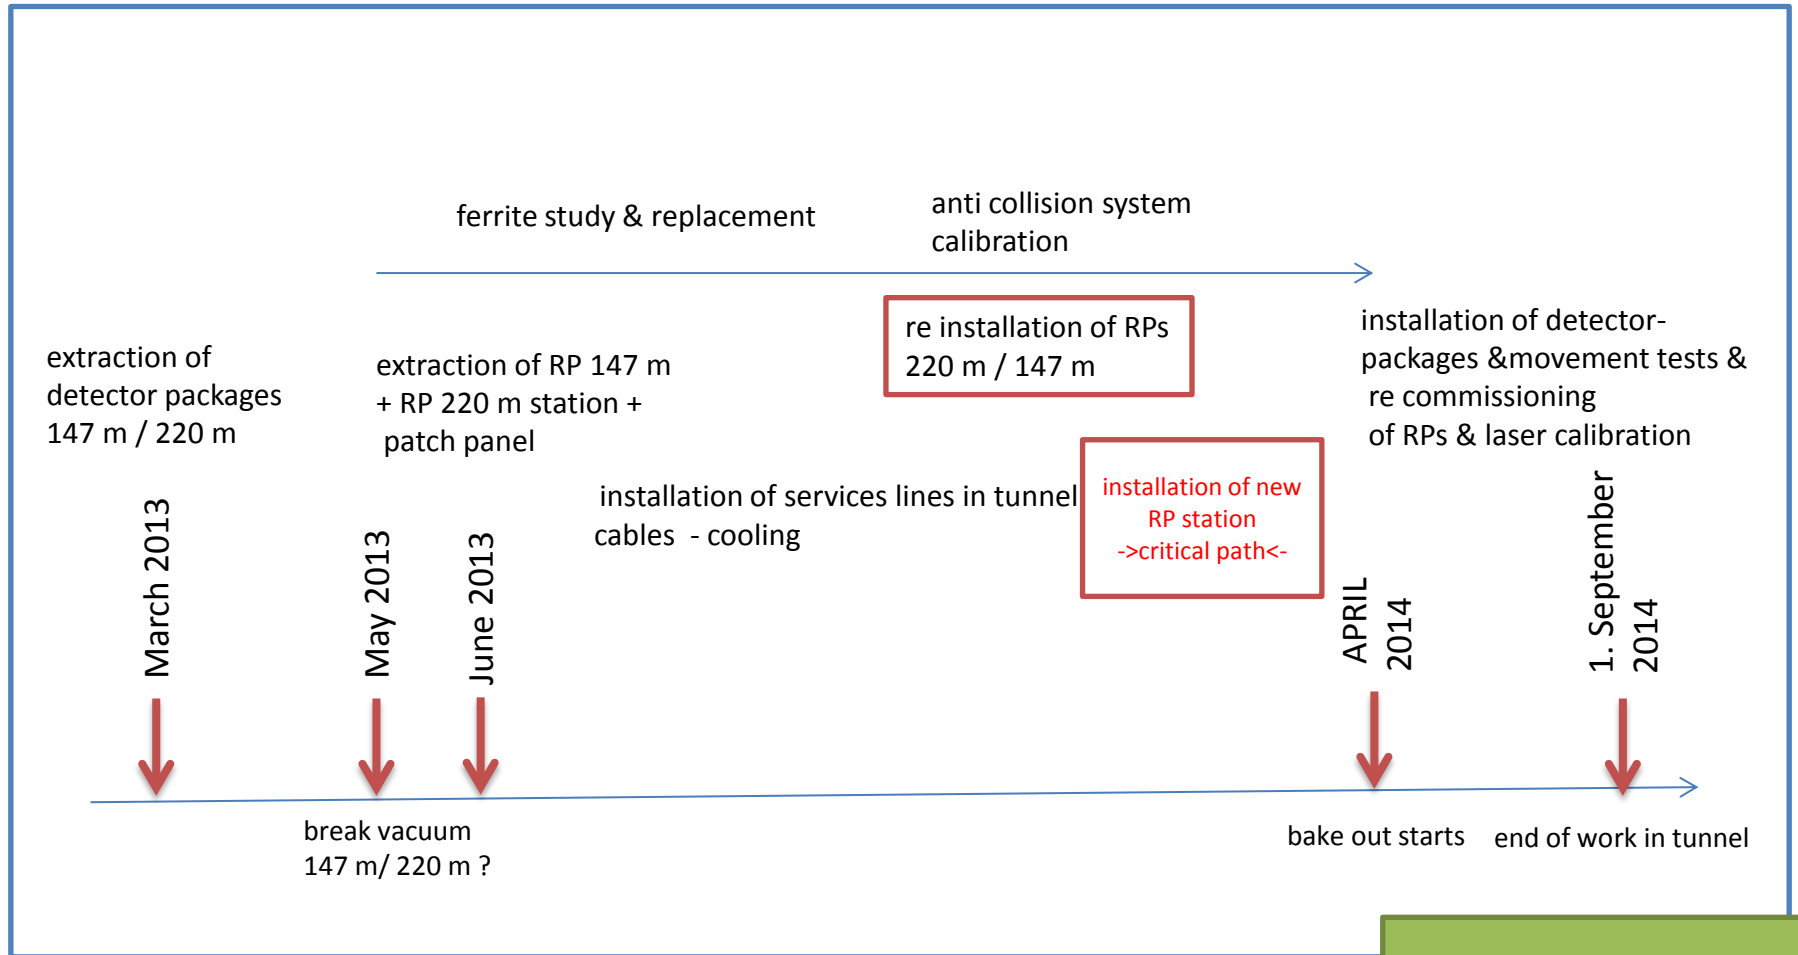 ferrite study & replacement
anti collision system
calibration
re installation of RPs
220 m / 147 m
installation of detector-
packages &movement tests &
re commissioning
of RPs & laser calibration
extraction of
detector packages
147 m / 220 m
extraction of RP 147 m
+ RP 220 m station +
patch panel
installation of services lines in tunnel
cables - cooling
installation of new
RP station
->critical path<-
March 2013
May 2013
June 2013
APRIL
2014
1. September
2014
break vacuum
147 m/ 220 m ?
bake out starts
end of work in tunnel